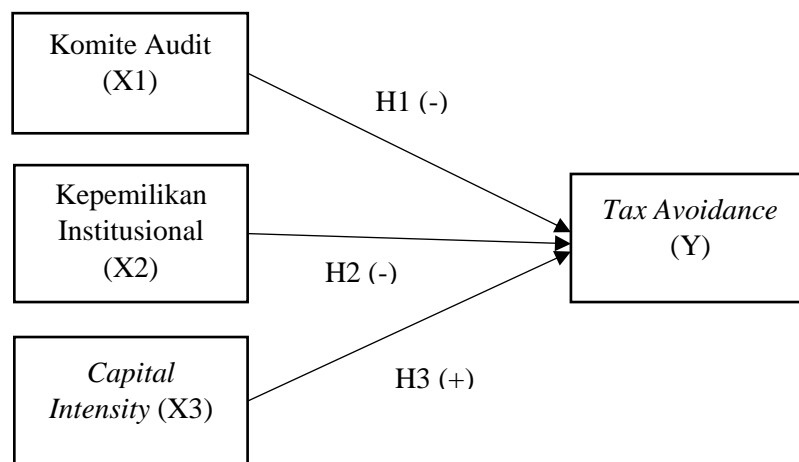 Komite Audit
(X1)
H1 (-)
Kepemilikan
Institusional
(X2)
H2 (-)
Tax Avoidance
(Y)
Capital
Intensity (X3)
H3 (+)